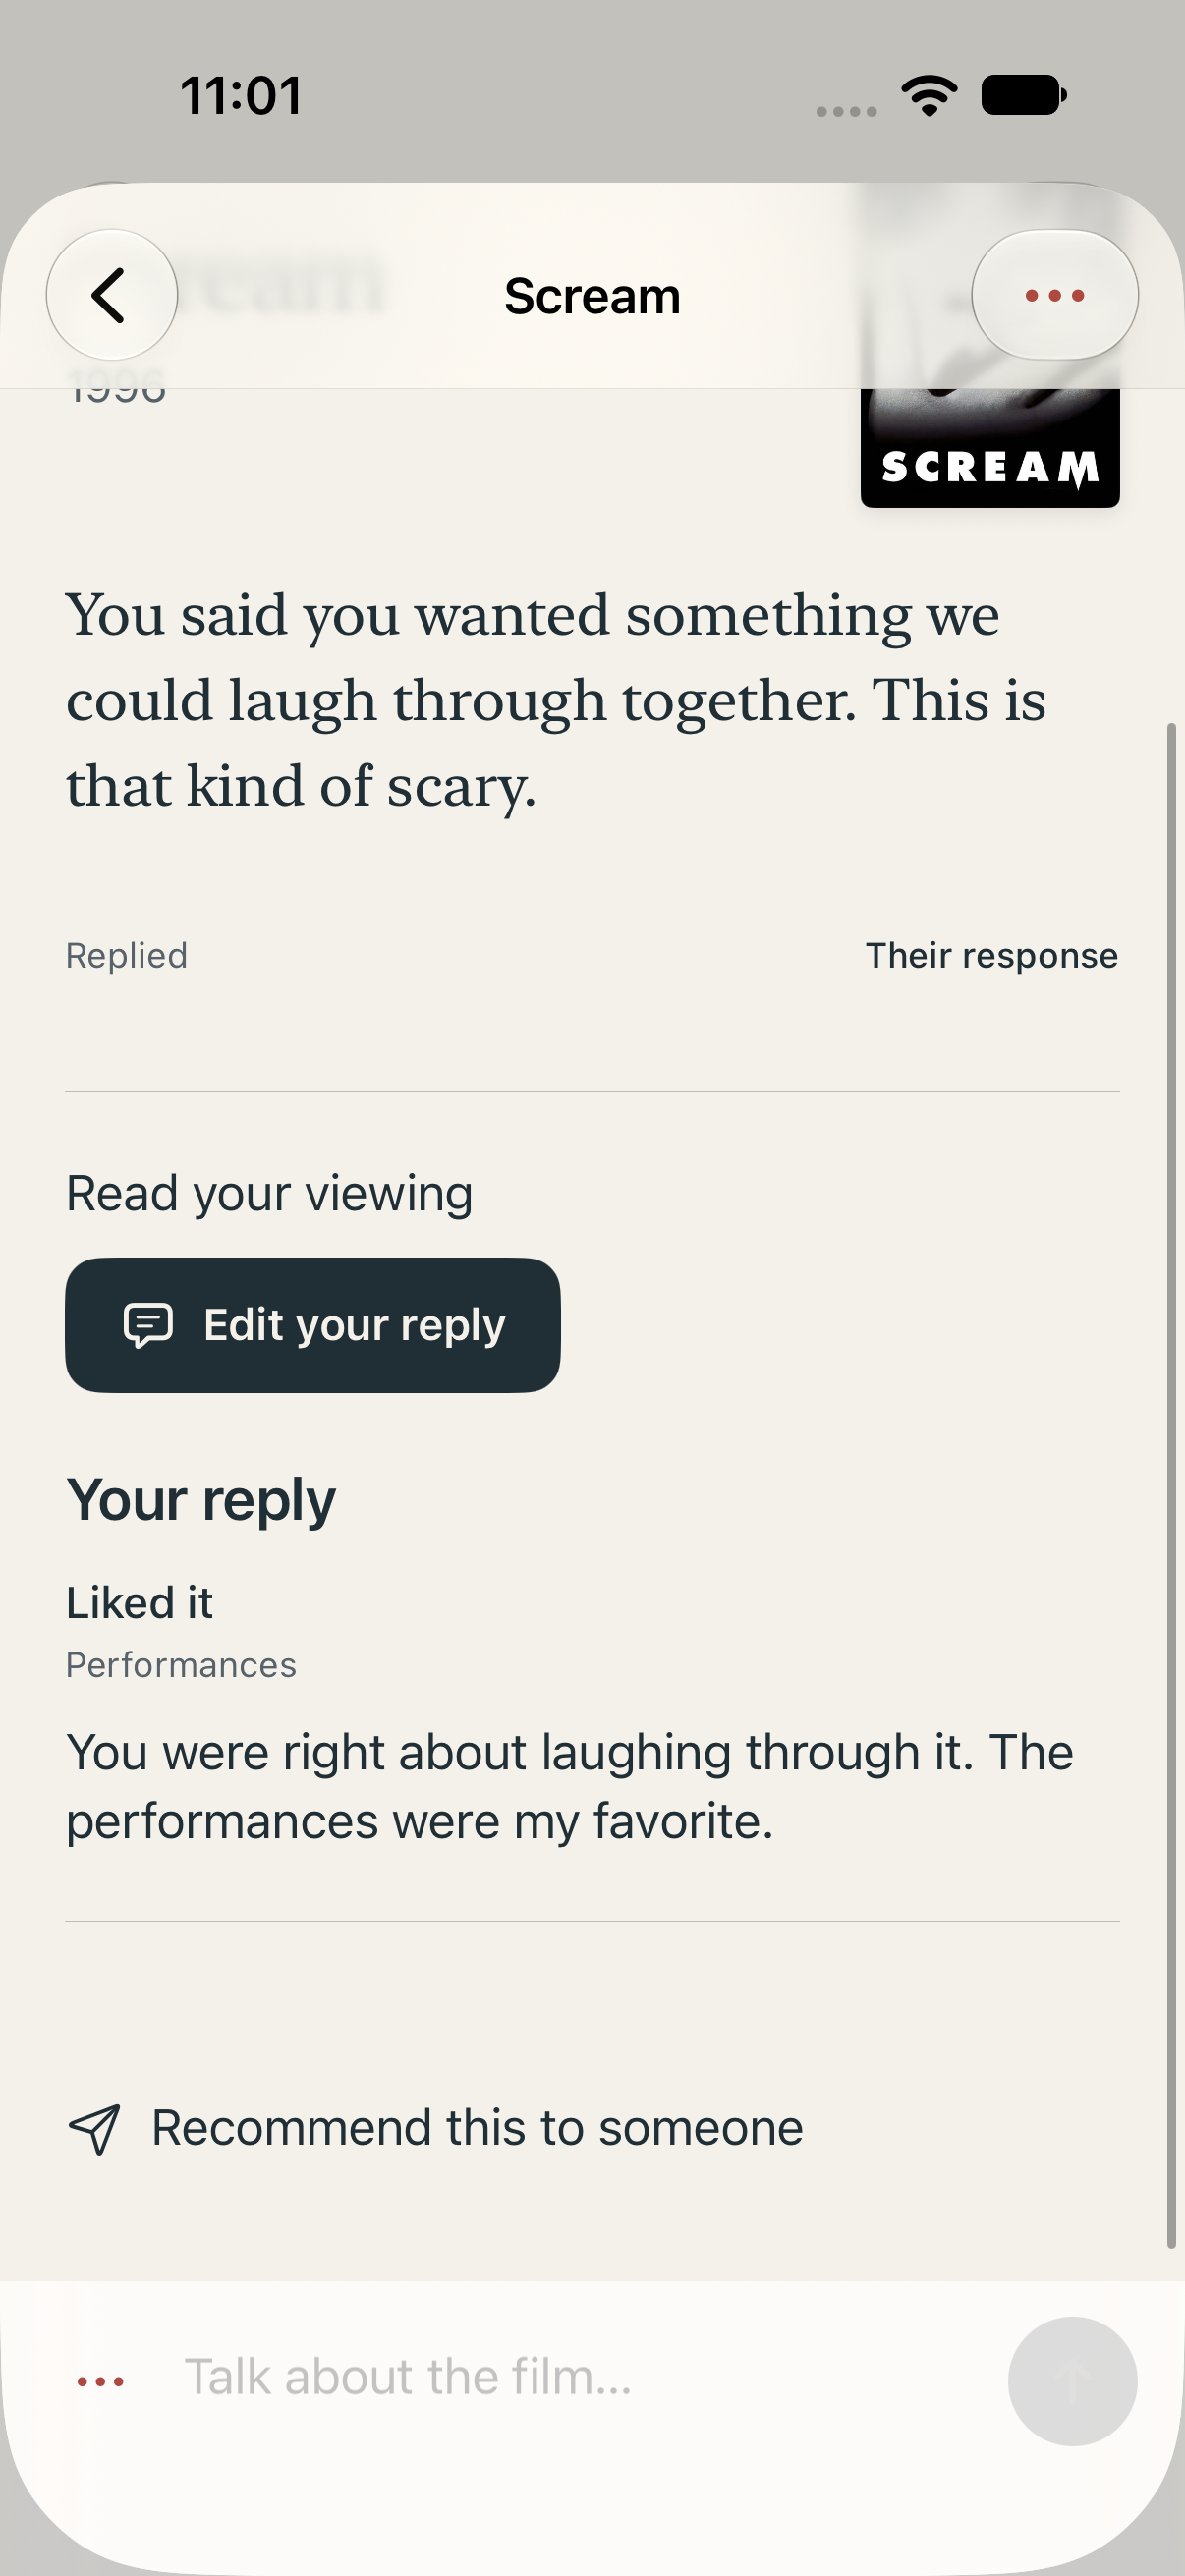 11:01
Scream
ream
1996
SCREAM
You said you wanted something we
could laugh through together. This is
that kind of scary.
Replied
Their response
Read your viewing
Edit your reply
Your reply
Liked it
Performances
You were right about laughing through it. The
performances were my favorite.
Recommend this to someone
Talk about the film...